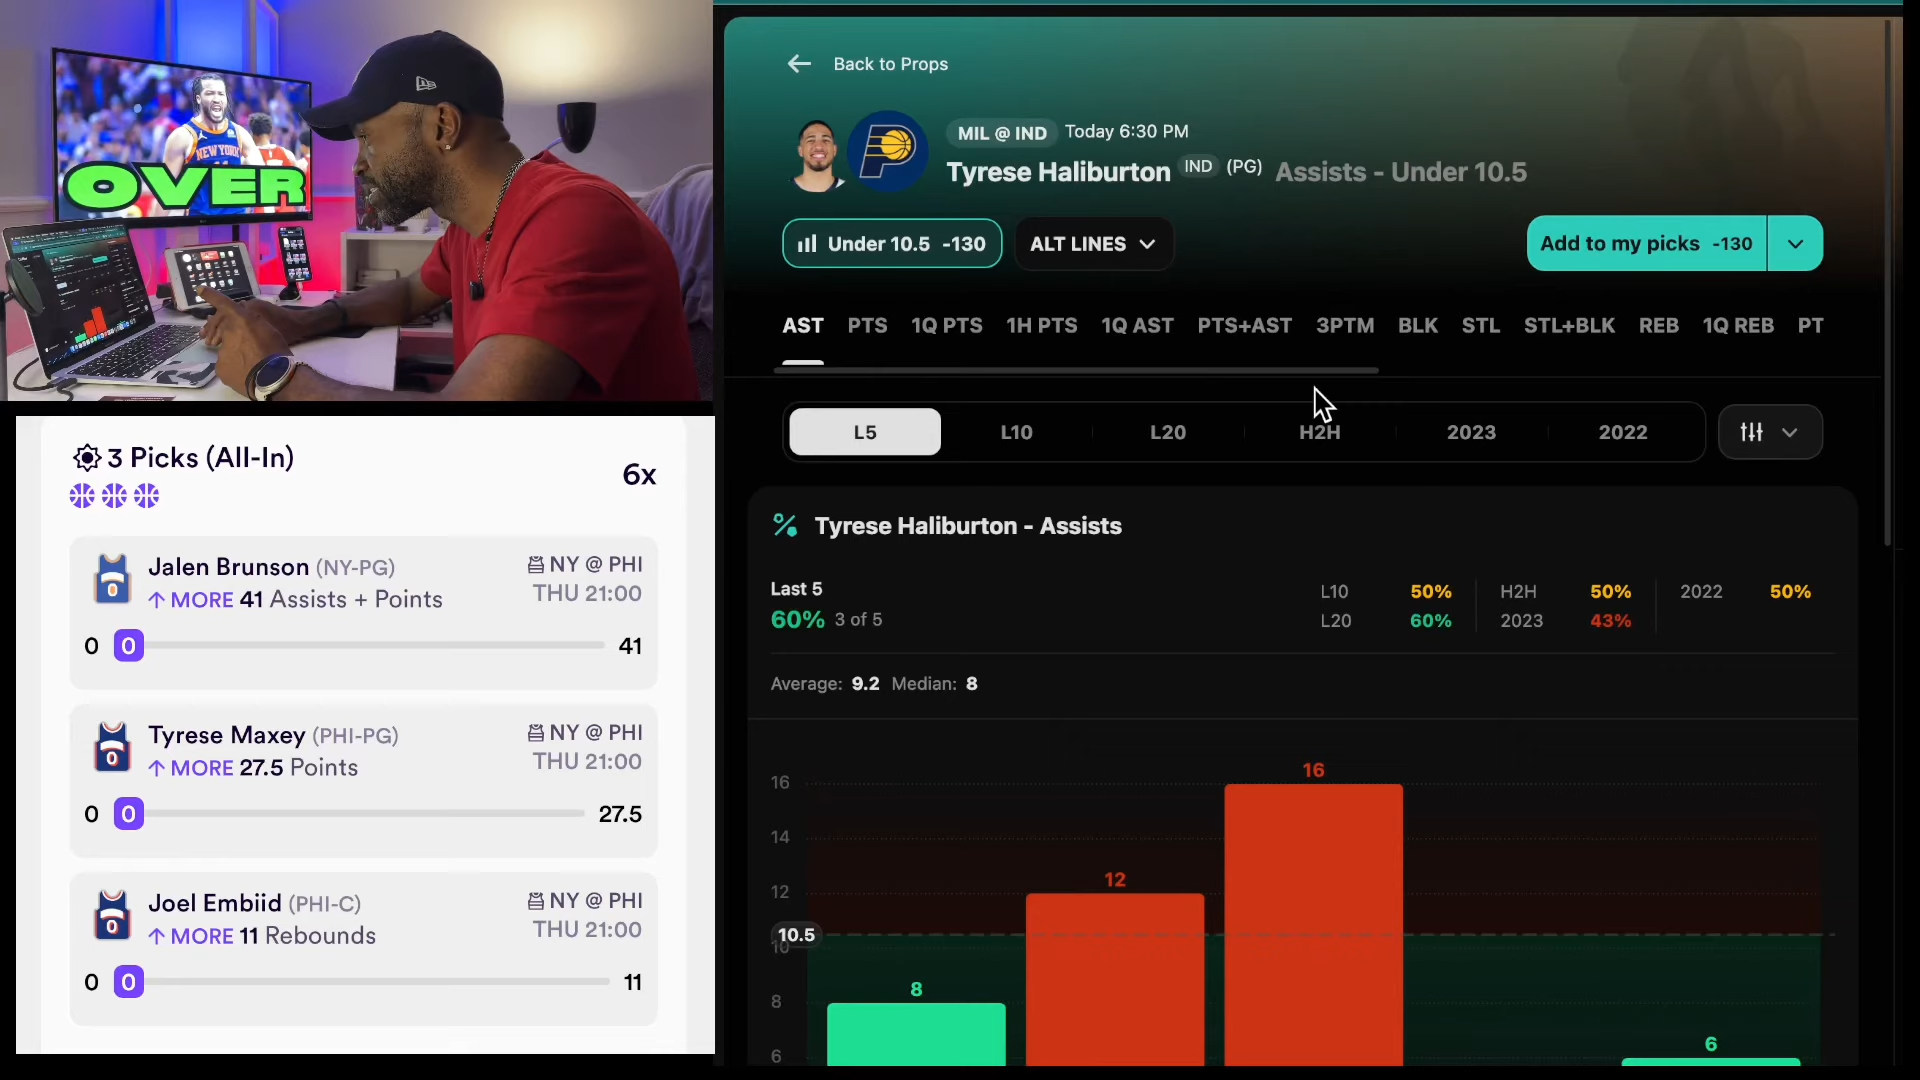 NEW YORK
OVER
3 Picks (All-In)
6x
Jalen Brunson (NY-PG)
NY @ PHI
↑ MORE 41 Assists + Points
THU 21:00
0 0 41
Tyrese Maxey (PHI-PG)
NY @ PHI
↑ MORE 27.5 Points
THU 21:00
0 0 27.5
Joel Embiid (PHI-C)
NY @ PHI
↑ MORE 11 Rebounds
THU 21:00
0 0 11
Back to Props
MIL @ IND Today 6:30 PM
Tyrese Haliburton IND (PG) Assists - Under 10.5
Under 10.5 -130
ALT LINES
Add to my picks -130
AST PTS 1Q PTS 1H PTS 1Q AST PTS+AST 3PTM BLK STL STL+BLK REB 1Q REB PT
L5 L10 L20 H2H 2023 2022
Tyrese Haliburton - Assists
Last 5
60% 3 of 5
L10 50% H2H 50% 2022 50%
L20 60% 2023 43%
Average: 9.2 Median: 8
16
16
14
12
12
10.5
10
8
8
6
6